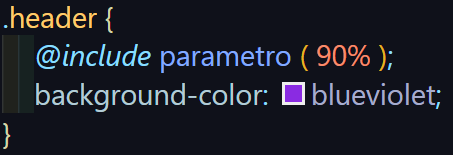 .header {
@include parametro ( 90% );
background-color: blueviolet;
}